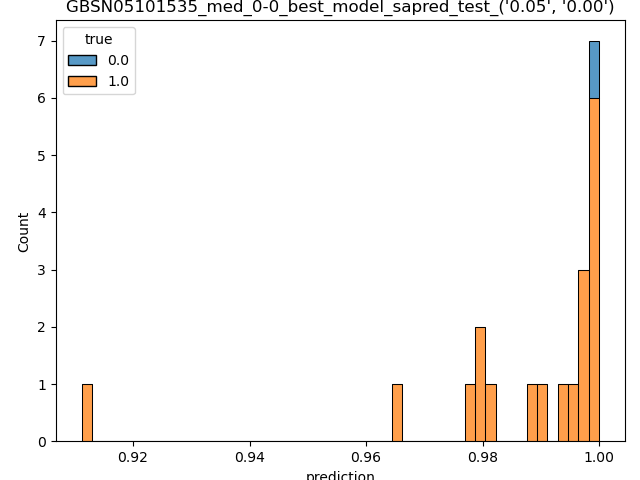 GBSN05101535_med_0-0_best_model_sapred_test_('0.05', '0.00')
true
0.0
1.0
7
6
5
4
3
2
1
0
Count
0.92 0.94 0.96 0.98 1.00
prediction